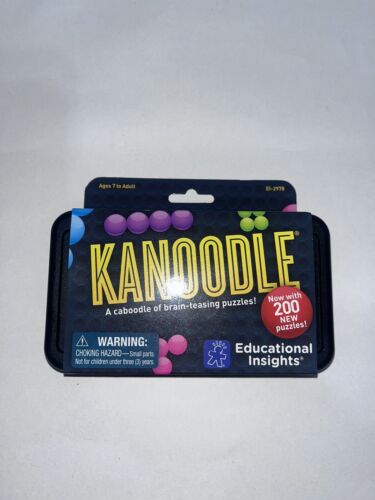 Ages 7 to Adult
EI-2978
KANOODLE®
A caboodle of brain-teasing puzzles!
Now with
200
NEW
puzzles!
WARNING:
CHOKING HAZARD—Small parts.
Not for children under three (3) years.
Educational
Insights®